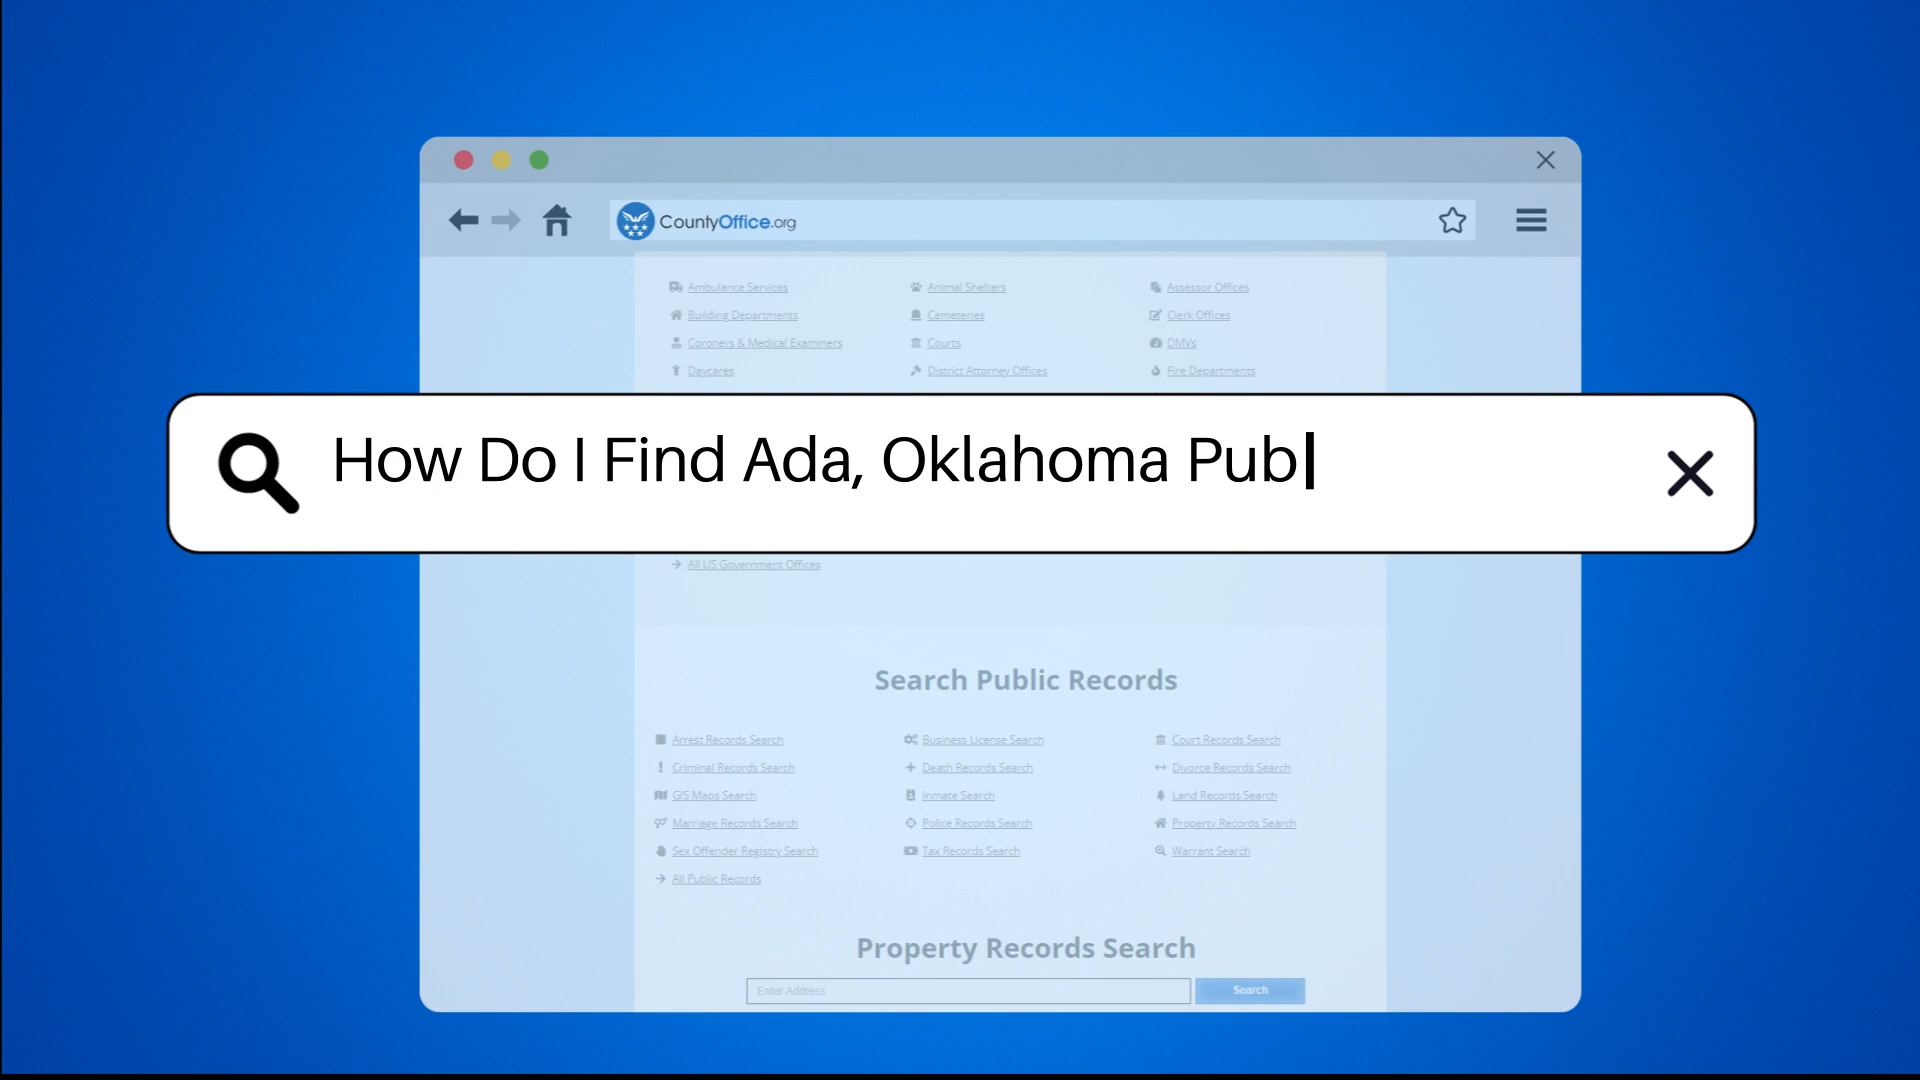 CountyOffice.org
Ambulance Services Animal Shelters Assessor Offices
Building Departments Cemeteries Clerk Offices
Coroners & Medical Examiners Courts DMVs
Daycares District Attorney Offices Fire Departments
How Do I Find Ada, Oklahoma Pub
All US Government Offices
Search Public Records
Arrest Records Search Business License Search Court Records Search
Criminal Records Search Death Records Search Divorce Records Search
GIS Maps Search Inmate Search Land Records Search
Marriage Records Search Police Records Search Property Records Search
Sex Offender Registry Search Tax Records Search Warrant Search
All Public Records
Property Records Search
Enter Address Search